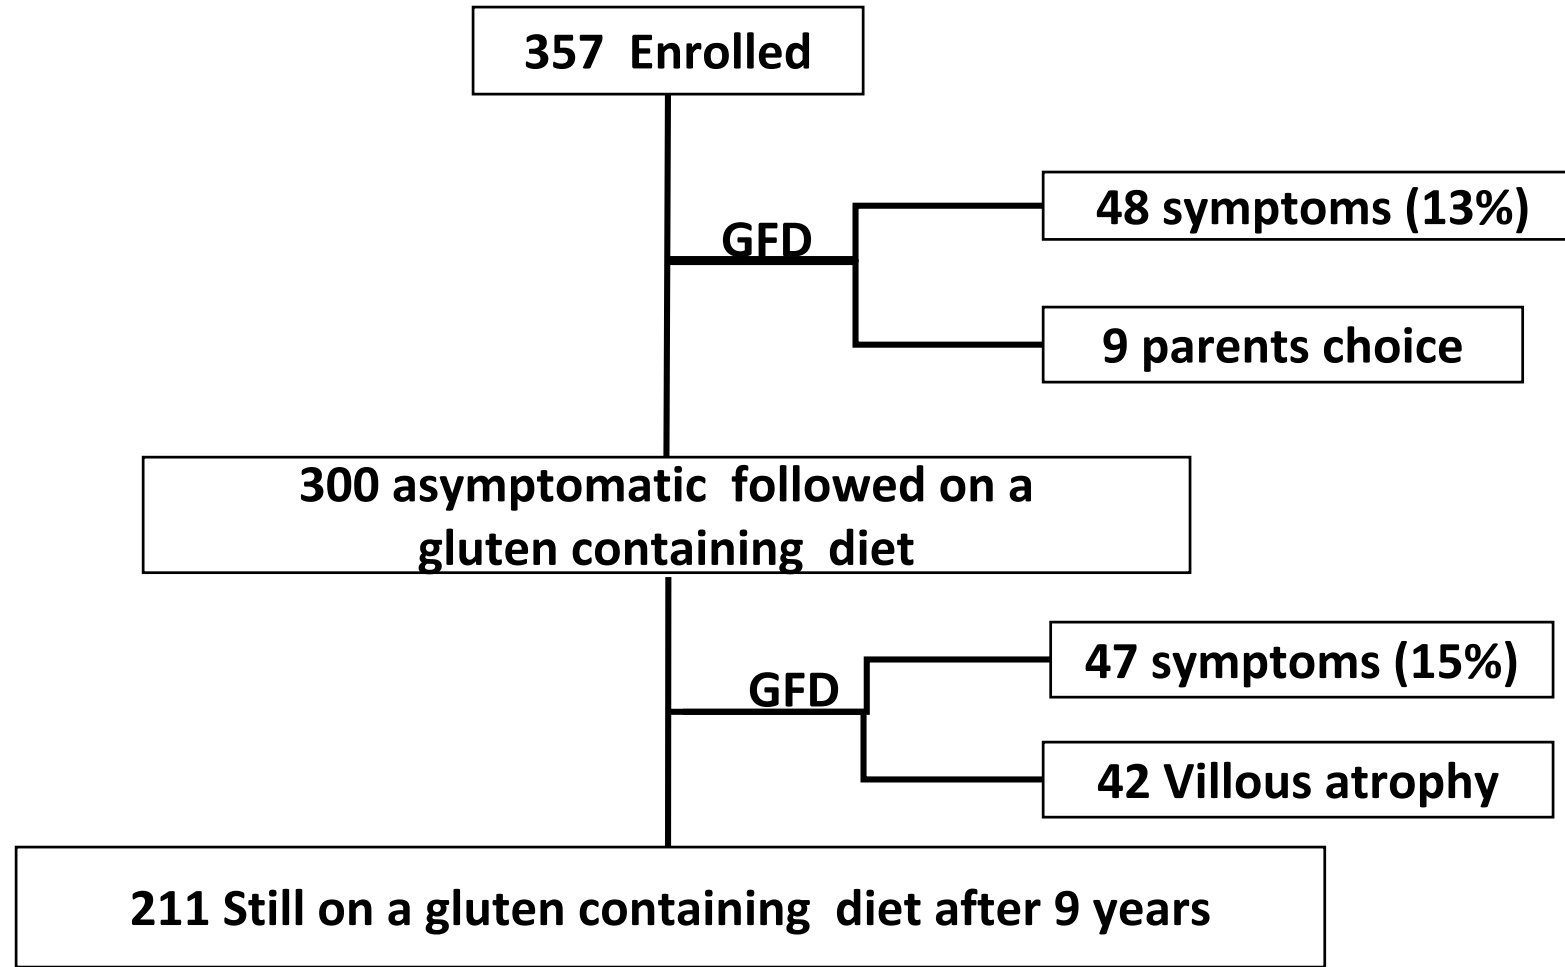 357 Enrolled
48 symptoms (13%)
GFD
9 parents choice
300 asymptomatic followed on a
gluten containing diet
47 symptoms (15%)
GFD
42 Villous atrophy
211 Still on a gluten containing diet after 9 years